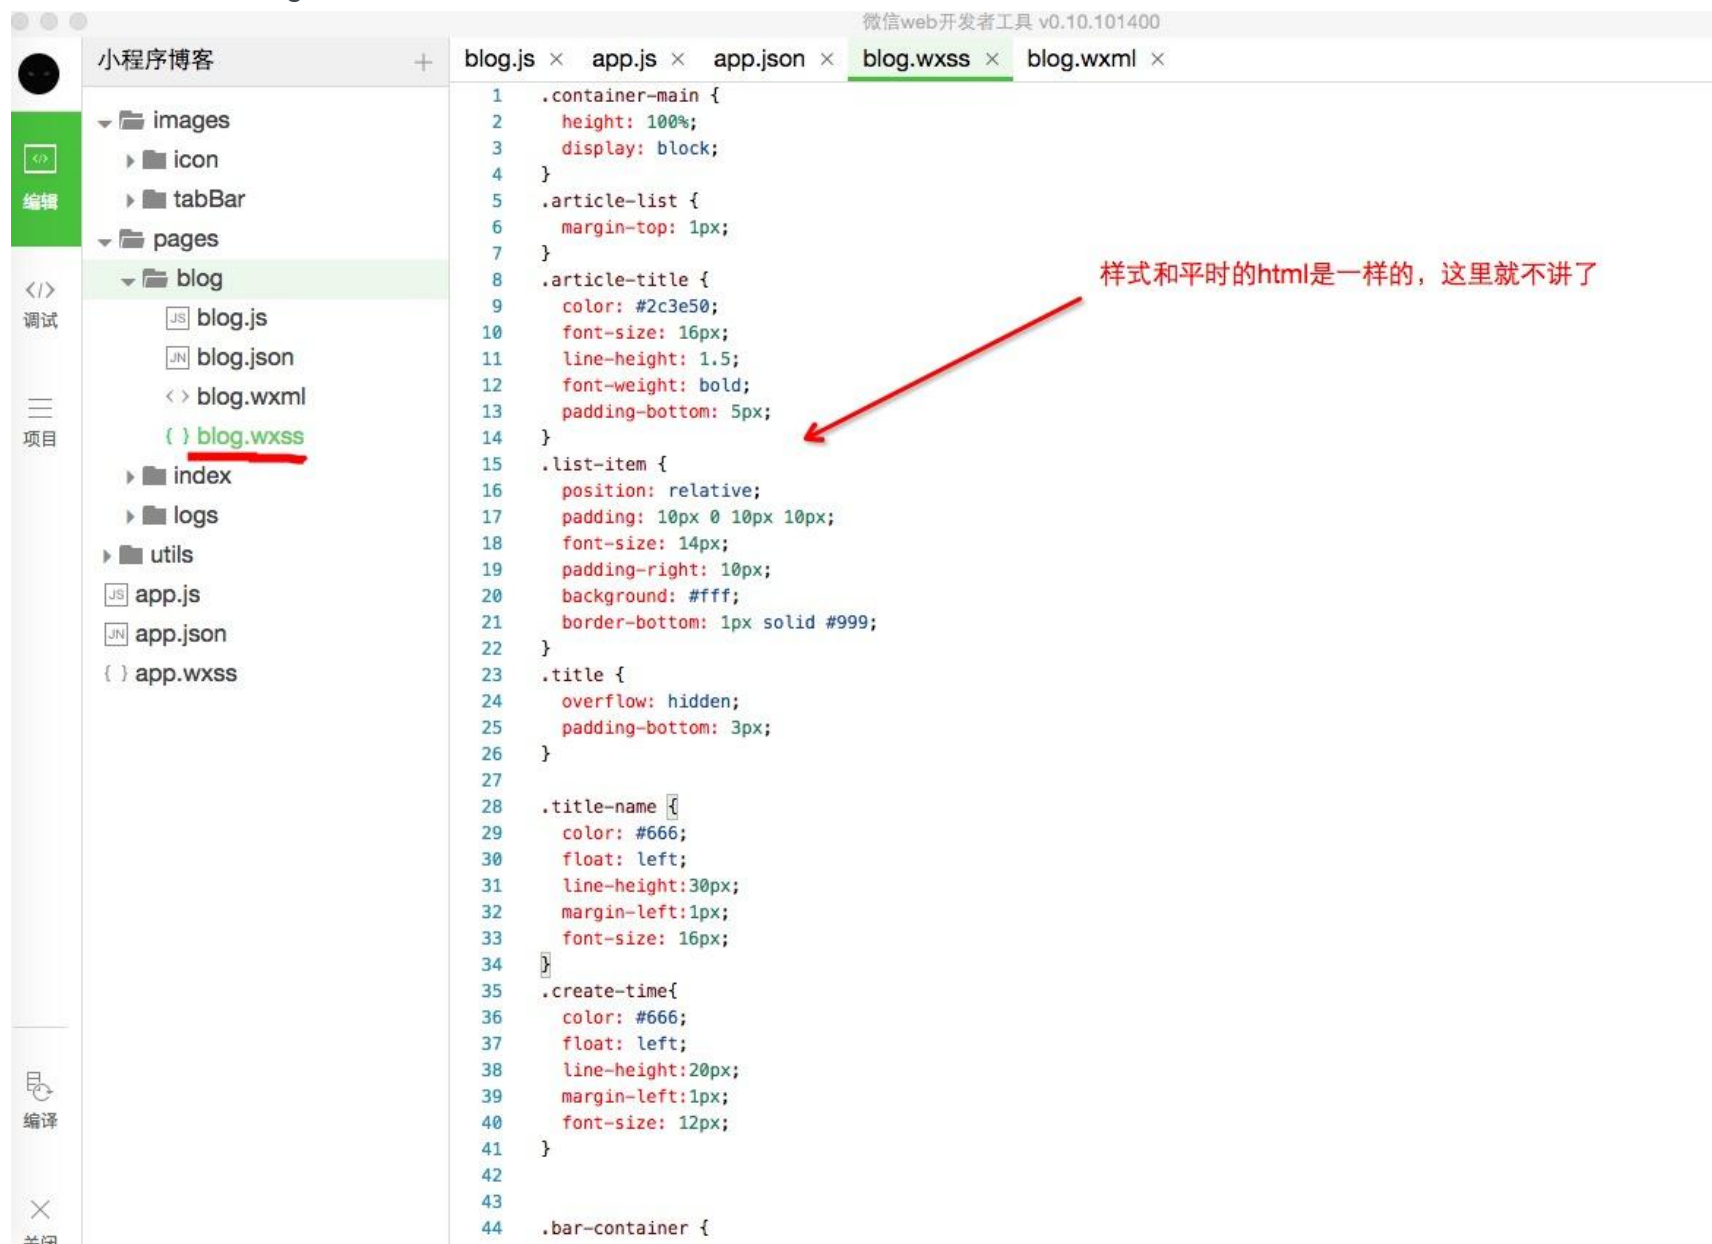 微信web开发者工具 v0.10.101400
小程序博客 +
blog.js × app.js × app.json × blog.wxss × blog.wxml ×
编辑
调试
项目
编译
关闭
images
icon
tabBar
pages
blog
JS blog.js
JN blog.json
<> blog.wxml
{ } blog.wxss
index
logs
utils
JS app.js
JN app.json
{ } app.wxss
1 .container-main {
2 height: 100%;
3 display: block;
4 }
5 .article-list {
6 margin-top: 1px;
7 }
8 .article-title {
9 color: #2c3e50;
10 font-size: 16px;
11 line-height: 1.5;
12 font-weight: bold;
13 padding-bottom: 5px;
14 }
15 .list-item {
16 position: relative;
17 padding: 10px 0 10px 10px;
18 font-size: 14px;
19 padding-right: 10px;
20 background: #fff;
21 border-bottom: 1px solid #999;
22 }
23 .title {
24 overflow: hidden;
25 padding-bottom: 3px;
26 }
27
28 .title-name {
29 color: #666;
30 float: left;
31 line-height:30px;
32 margin-left:1px;
33 font-size: 16px;
34 }
35 .create-time{
36 color: #666;
37 float: left;
38 line-height:20px;
39 margin-left:1px;
40 font-size: 12px;
41 }
42
43
44 .bar-container {
样式和平时的html是一样的，这里就不讲了